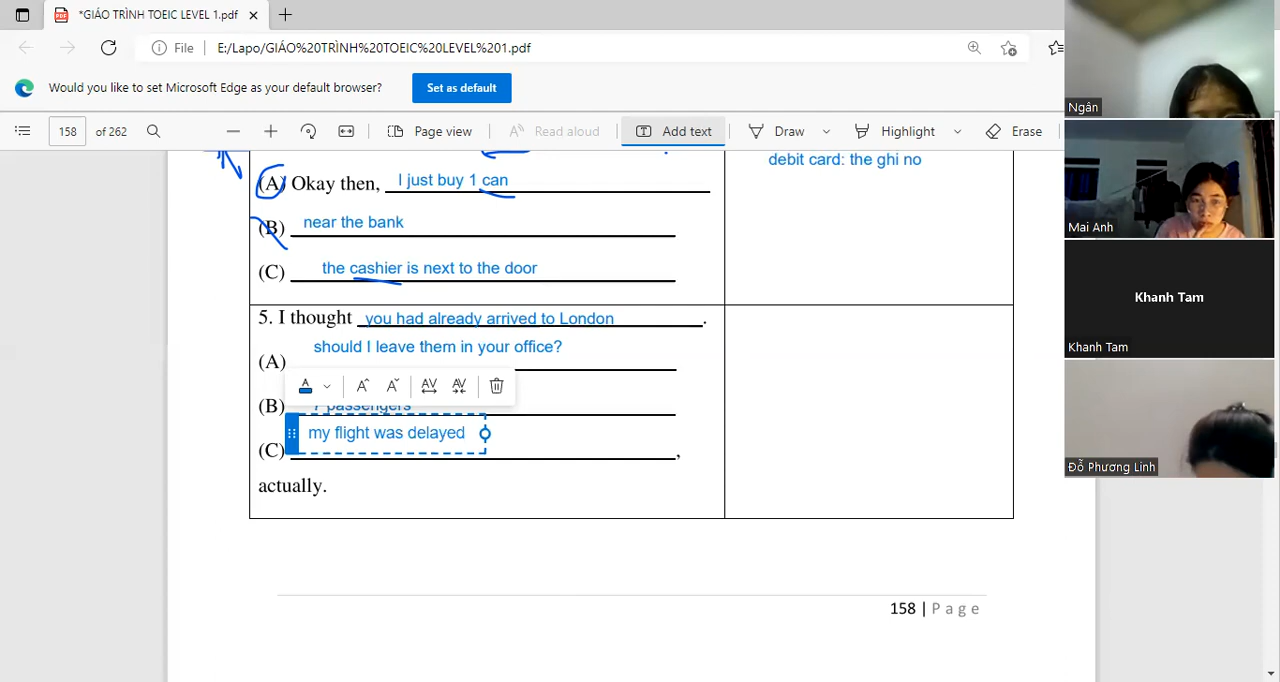 *GIÁO TRÌNH TOEIC LEVEL 1.pdf
File E:/Lapo/GIÁO%20TRÌNH%20TOEIC%20LEVEL%201.pdf
Would you like to set Microsoft Edge as your default browser? Set as default
158 of 262 Page view Read aloud Add text Draw Highlight Erase
debit card: the ghi no
(A) Okay then, I just buy 1 can
(B) near the bank
(C) the cashier is next to the door
5. I thought you had already arrived to London.
(A) should I leave them in your office?
(B) 7 passengers
(C) my flight was delayed,
actually.
158 | Page
Ngân
Mai Anh
Khanh Tam
Khanh Tam
Đỗ Phương Linh